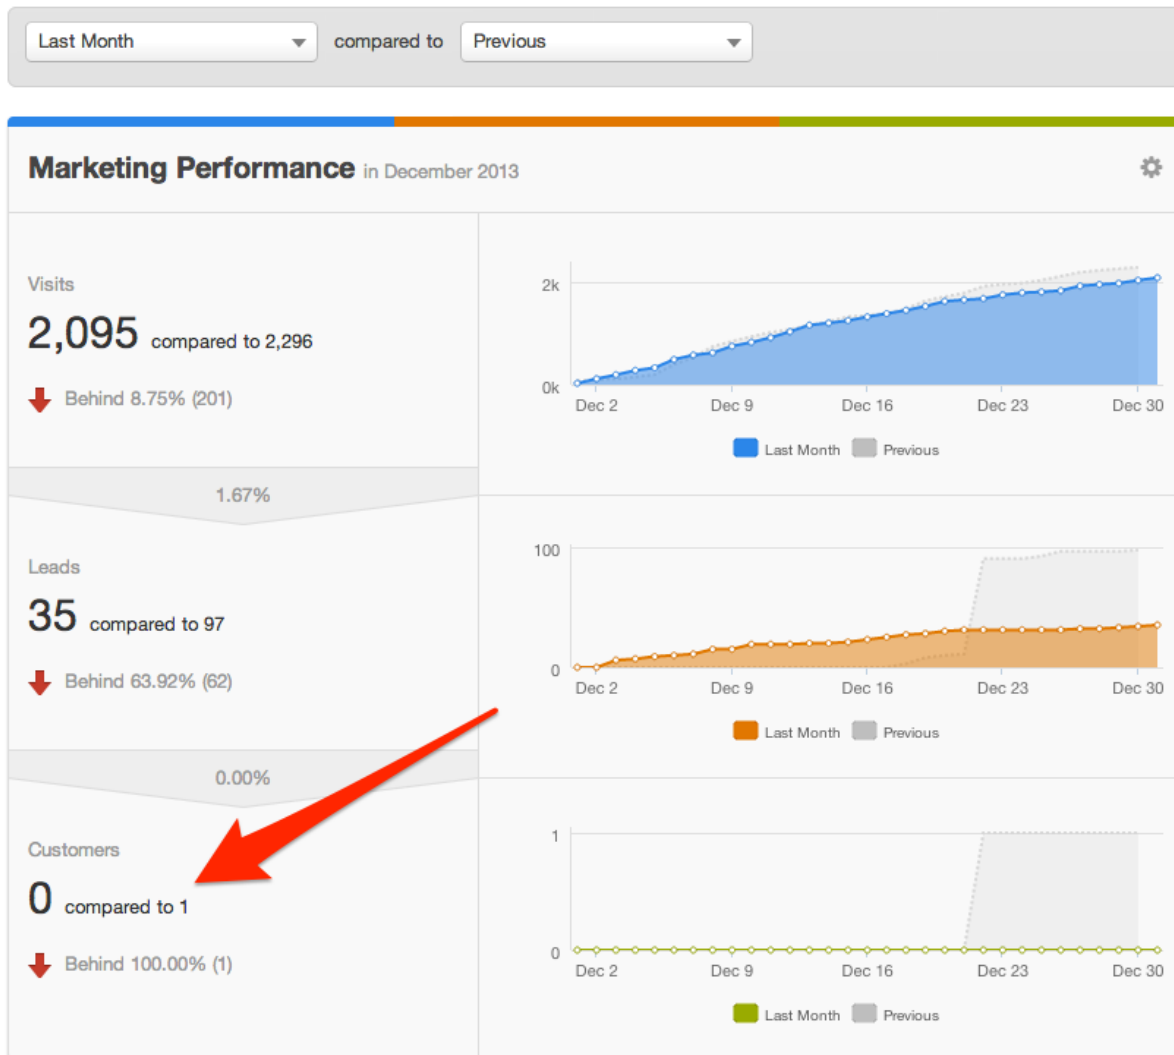 Last Month compared to Previous
Marketing Performance in December 2013
Visits
2,095 compared to 2,296
Behind 8.75% (201)
2k
0k
Dec 2 Dec 9 Dec 16 Dec 23 Dec 30
Last Month Previous
1.67%
Leads
35 compared to 97
Behind 63.92% (62)
100
0
Dec 2 Dec 9 Dec 16 Dec 23 Dec 30
Last Month Previous
0.00%
Customers
0 compared to 1
Behind 100.00% (1)
1
0
Dec 2 Dec 9 Dec 16 Dec 23 Dec 30
Last Month Previous